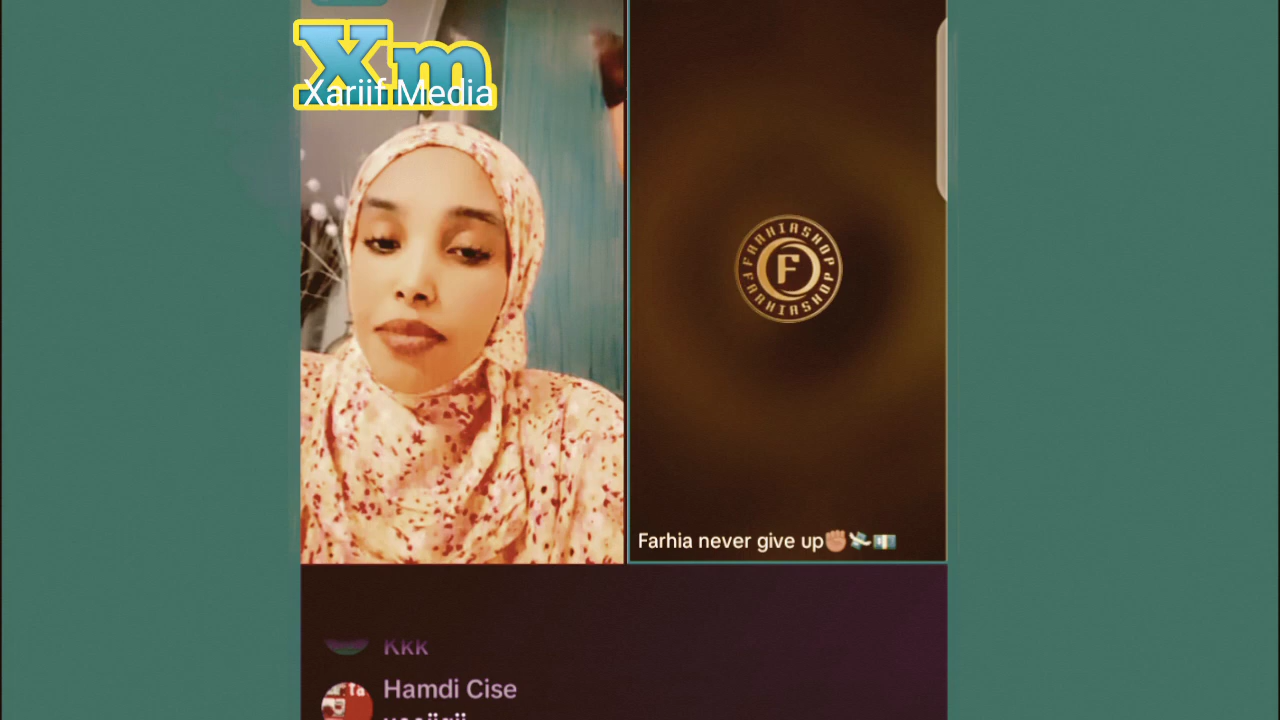 Xm
Xariif Media
FARHIASHOP
F
FARHIASHOP
Farhia never give up✊🏽💸💵
Kkk
Hamdi Cise